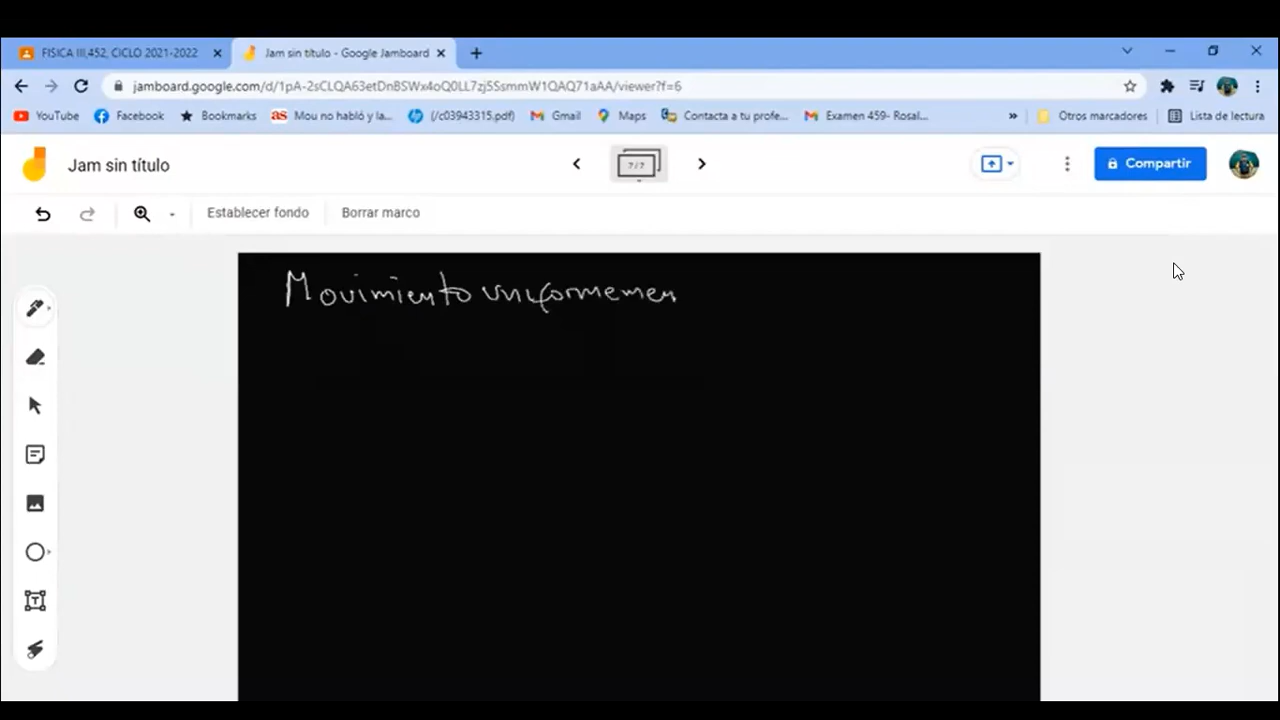 FISICA III,452, CICLO 2021-2022
Jam sin título - Google Jamboard
jamboard.google.com/d/1pA-2sCLQA63etDnBSWx4oQ0LL7zj5SsmmW1QAQ71aAA/viewer?f=6
YouTube Facebook Bookmarks as Mou no habló y la... hp (/c03943315.pdf) Gmail Maps Contacta a tu profe... Examen 459- Rosal... » Otros marcadores Lista de lectura
Jam sin título 7/7 Compartir
Establecer fondo Borrar marco
Movimiento uniformemen